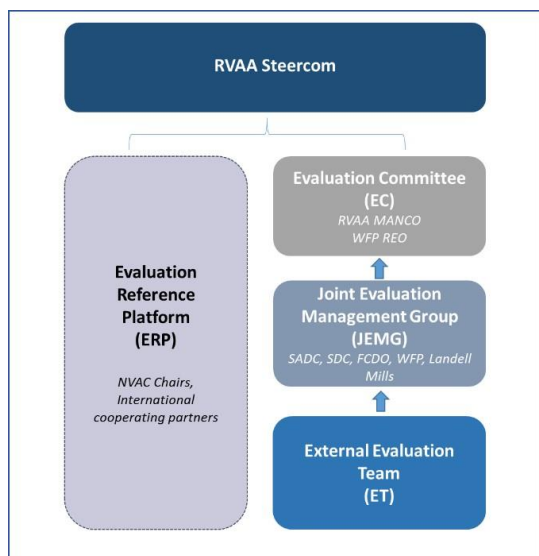 RVAA Steercom
Evaluation
Reference
Platform
(ERP)
NVAC Chairs,
International
cooperating partners
Evaluation Committee
(EC)
RVAA MANCO
WFP REO
Joint Evaluation
Management Group
(JEMG)
SADC, SDC, FCDO, WFP, Landell
Mills
External Evaluation
Team
(ET)